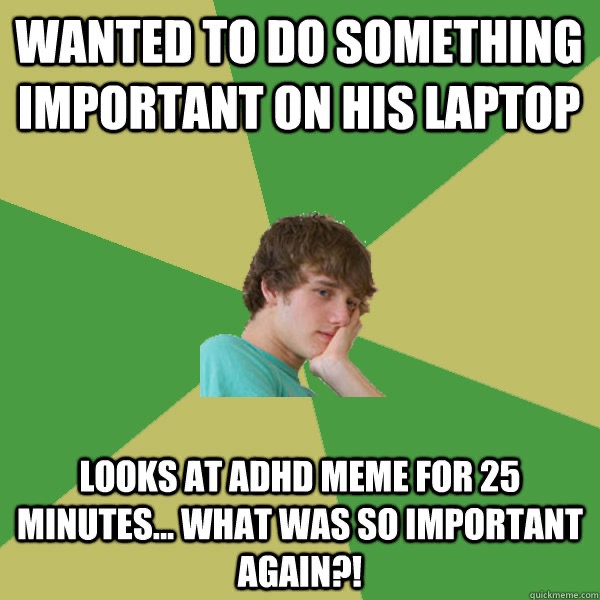 WANTED TO DO SOMETHING
IMPORTANT ON HIS LAPTOP
LOOKS AT ADHD MEME FOR 25
MINUTES... WHAT WAS SO IMPORTANT
AGAIN?!
quickmeme.com